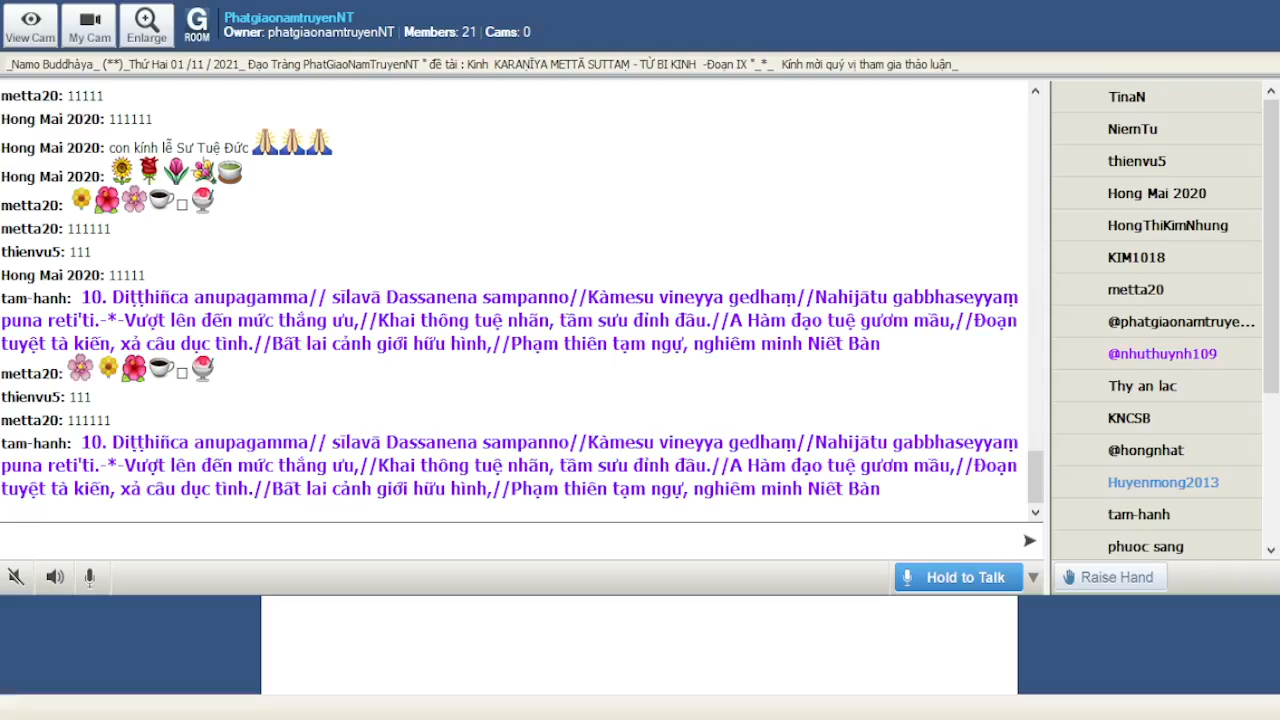 View Cam
My Cam
Enlarge
G
ROOM
PhatgiaonamtruyenNT
Owner: phatgiaonamtruyenNT | Members: 21 | Cams: 0
_Namo Buddhàya_ (**)_Thứ Hai 01 /11 / 2021_ Đạo Tràng PhatGiaoNamTruyenNT " đề tài : Kinh KARAṆĪYA METTĀ SUTTAṂ - TỪ BI KINH -Đoạn IX "_*_ Kính mời quý vị tham gia thảo luận_
metta20: 11111
Hong Mai 2020: 111111
Hong Mai 2020: con kính lễ Sư Tuệ Đức
Hong Mai 2020:
metta20:
metta20: 111111
thienvu5: 111
Hong Mai 2020: 11111
tam-hanh: 10. Diṭṭhiñca anupagamma// sīlavā Dassanena sampanno//Kàmesu vineyya gedhaṃ//Nahijātu gabbhaseyyaṃ
puna reti'ti.-*-Vượt lên đến mức thắng ưu,//Khai thông tuệ nhãn, tầm sưu đỉnh đầu.//A Hàm đạo tuệ gươm mầu,//Đoạn
tuyệt tà kiến, xả câu dục tình.//Bất lai cảnh giới hữu hình,//Phạm thiên tạm ngự, nghiêm minh Niết Bàn
metta20:
thienvu5: 111
metta20: 111111
tam-hanh: 10. Diṭṭhiñca anupagamma// sīlavā Dassanena sampanno//Kàmesu vineyya gedhaṃ//Nahijātu gabbhaseyyaṃ
puna reti'ti.-*-Vượt lên đến mức thắng ưu,//Khai thông tuệ nhãn, tầm sưu đỉnh đầu.//A Hàm đạo tuệ gươm mầu,//Đoạn
tuyệt tà kiến, xả câu dục tình.//Bất lai cảnh giới hữu hình,//Phạm thiên tạm ngự, nghiêm minh Niết Bàn
Hold to Talk
TinaN
NiemTu
thienvu5
Hong Mai 2020
HongThiKimNhung
KIM1018
metta20
@phatgiaonamtruye...
@nhuthuynh109
Thy an lac
KNCSB
@hongnhat
Huyenmong2013
tam-hanh
phuoc sang
Raise Hand